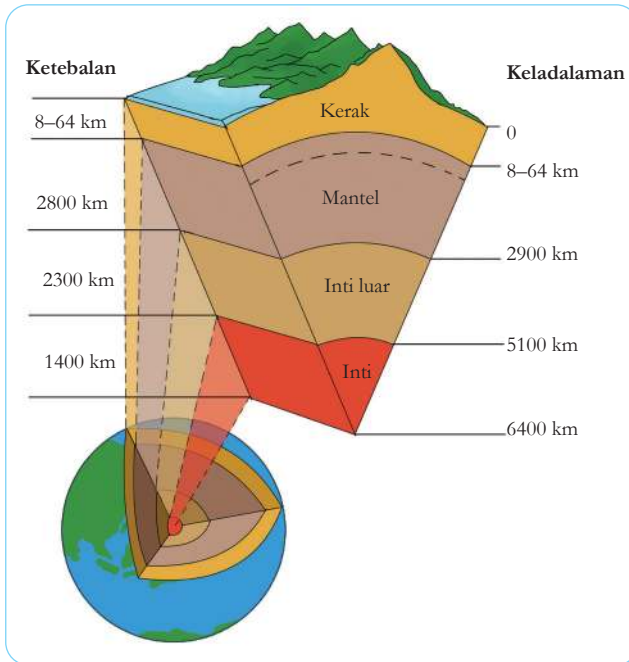 Ketebalan
8–64 km
2800 km
2300 km
1400 km
Kerak
Mantel
Inti luar
Inti
Keladalaman
0
8–64 km
2900 km
5100 km
6400 km